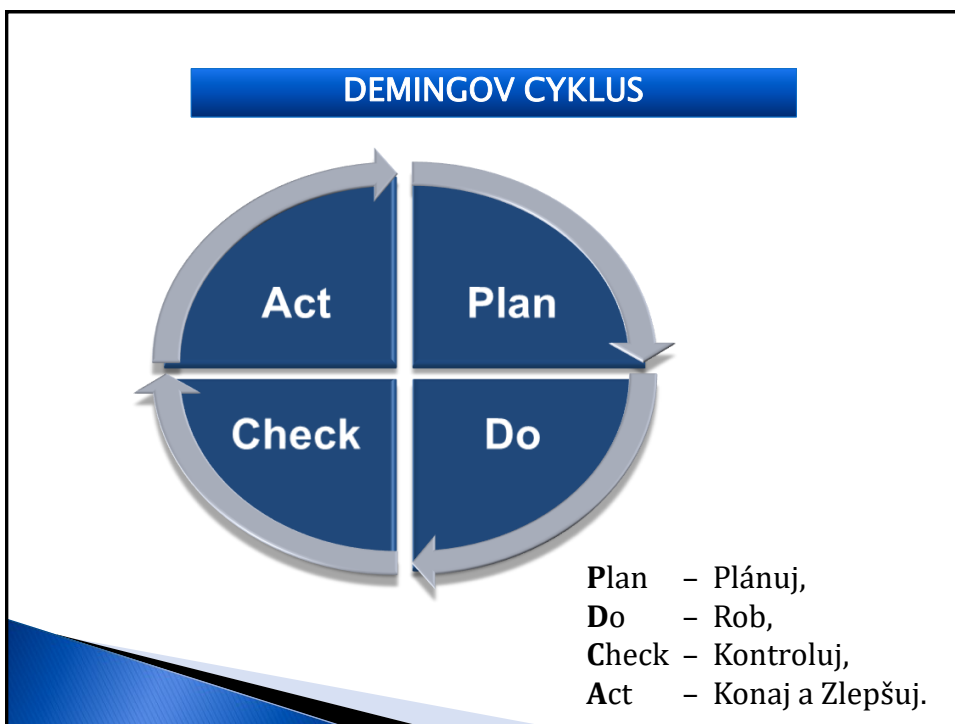 DEMINGOV CYKLUS
Act
Plan
Check
Do
Plan – Plánuj,
Do – Rob,
Check – Kontroluj,
Act – Konaj a Zlepšuj.